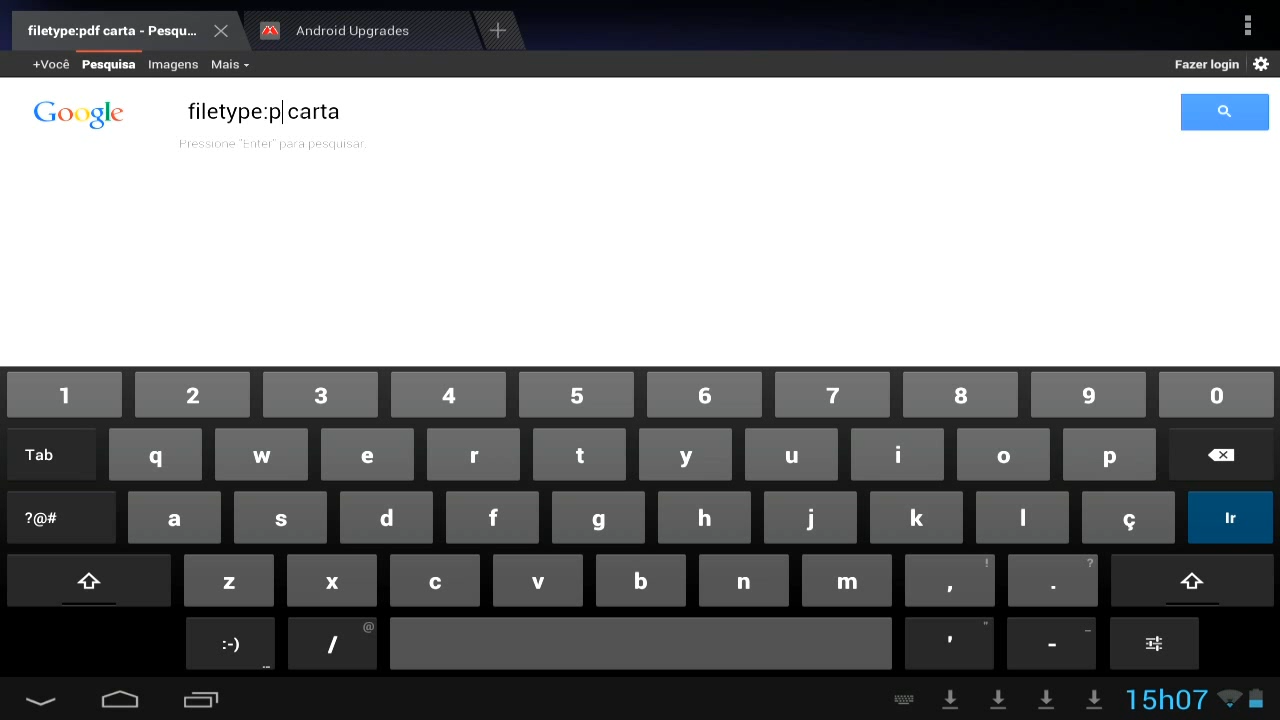 filetype:pdf carta - Pesqu...
Android Upgrades
+Você Pesquisa Imagens Mais
Fazer login
Google
filetype:p carta
Pressione "Enter" para pesquisar.
1 2 3 4 5 6 7 8 9 0
Tab q w e r t y u i o p
?@# a s d f g h j k l ç Ir
z x c v b n m , ! . ?
:-) ... / @ ' " - _
15h07